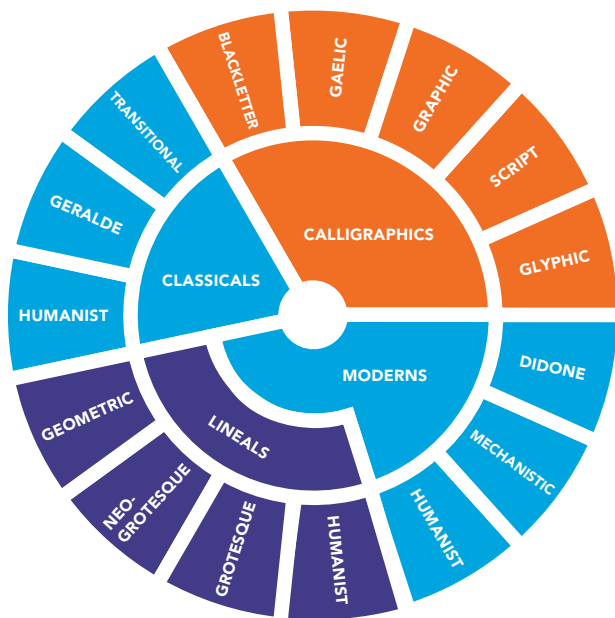 BLACKLETTER
GAELIC
GRAPHIC
SCRIPT
GLYPHIC
DIDONE
MECHANISTIC
HUMANIST
HUMANIST
GROTESQUE
NEO-
GROTESQUE
GEOMETRIC
HUMANIST
GERALDE
TRANSITIONAL
CALLIGRAPHICS
CLASSICALS
MODERNS
LINEALS